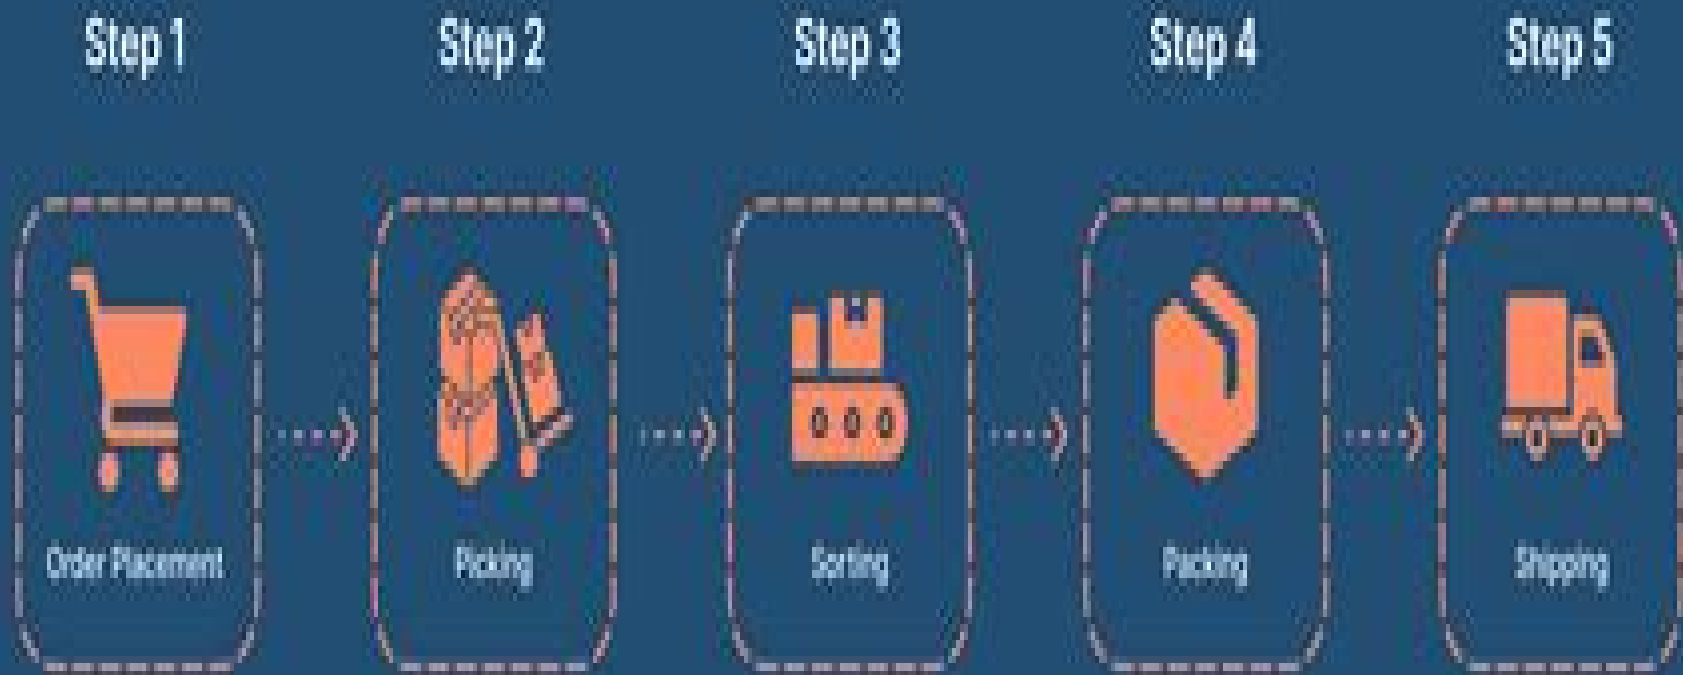 Step 1
Step 2
Step 3
Step 4
Step 5
Order Placement
Picking
Sorting
Packing
Shipping